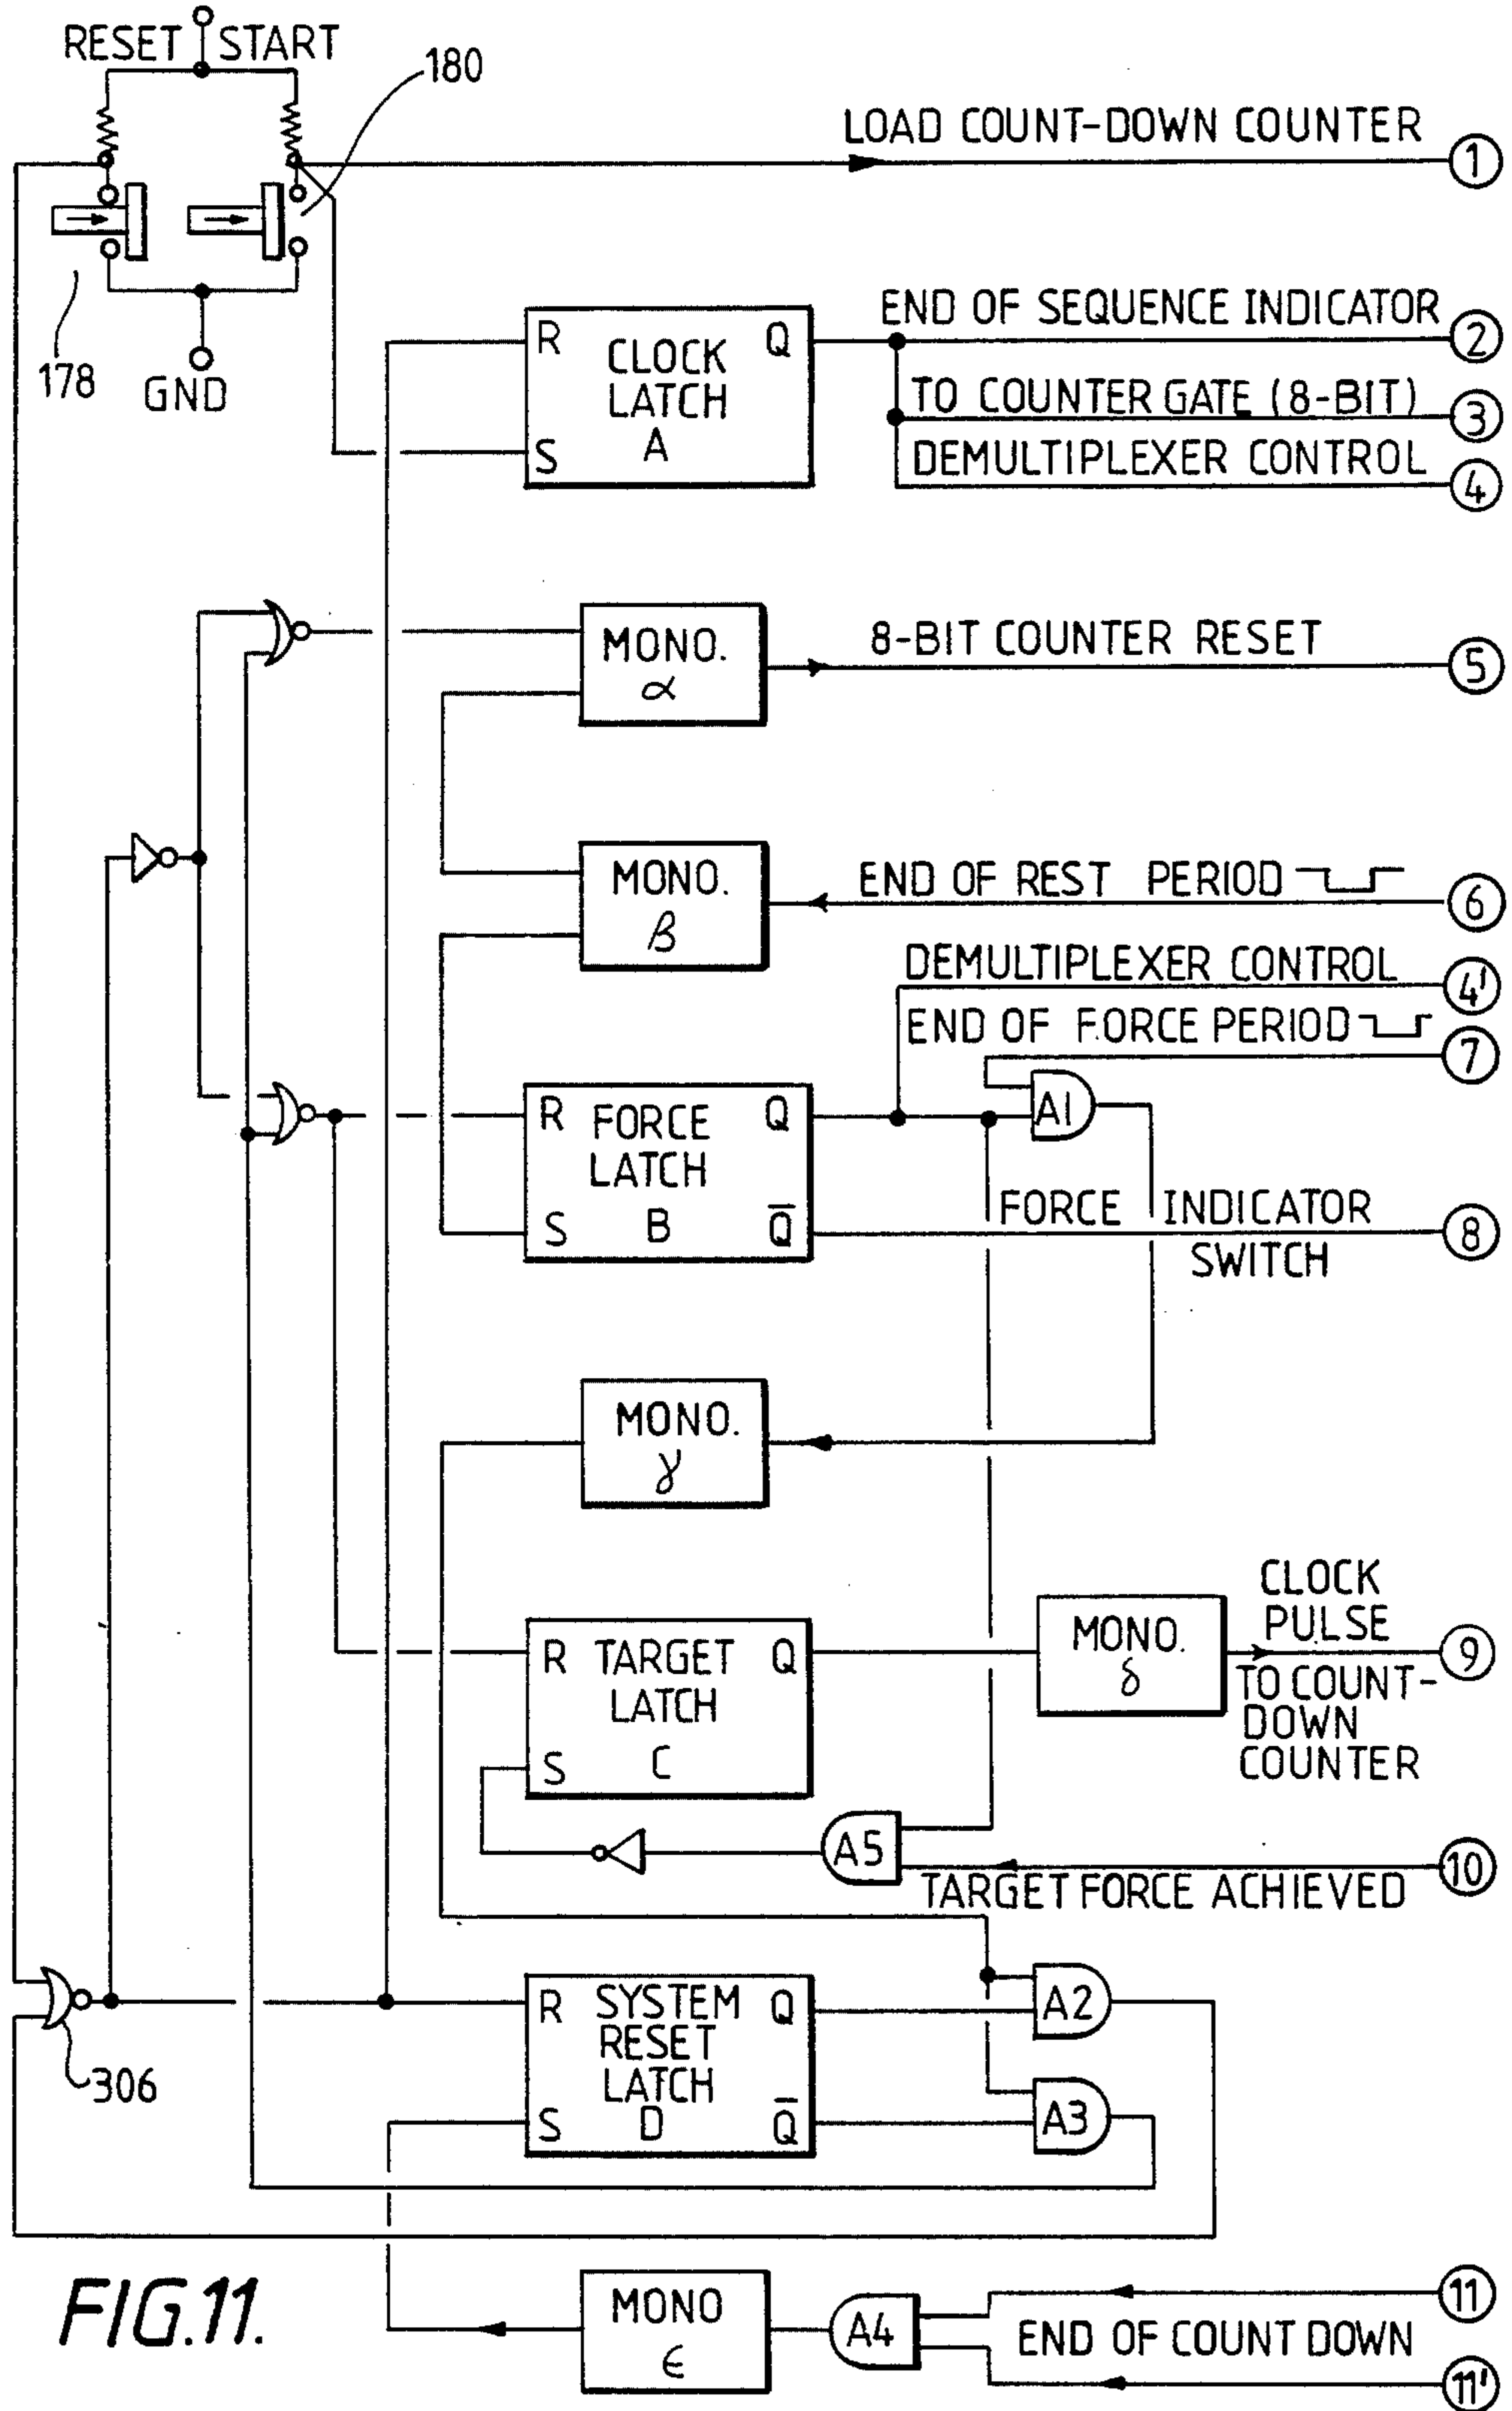 RESET START
180
LOAD COUNT-DOWN COUNTER
1
178
GND
R CLOCK Q
LATCH
S A
END OF SEQUENCE INDICATOR
2
TO COUNTER GATE (8-BIT)
3
DEMULTIPLEXER CONTROL
4
MONO.
α
8-BIT COUNTER RESET
5
MONO.
β
END OF REST PERIOD
6
DEMULTIPLEXER CONTROL
4'
END OF FORCE PERIOD
7
A1
R FORCE Q
LATCH
S B Q̅
FORCE INDICATOR
SWITCH
8
MONO.
γ
R TARGET Q
LATCH
S C
MONO.
δ
CLOCK
PULSE
9
TO COUNT-
DOWN
COUNTER
A5
10
TARGET FORCE ACHIEVED
306
R SYSTEM Q
RESET
LATCH
S D Q̅
A2
A3
MONO
ϵ
A4
11
END OF COUNT DOWN
11'
FIG.11.